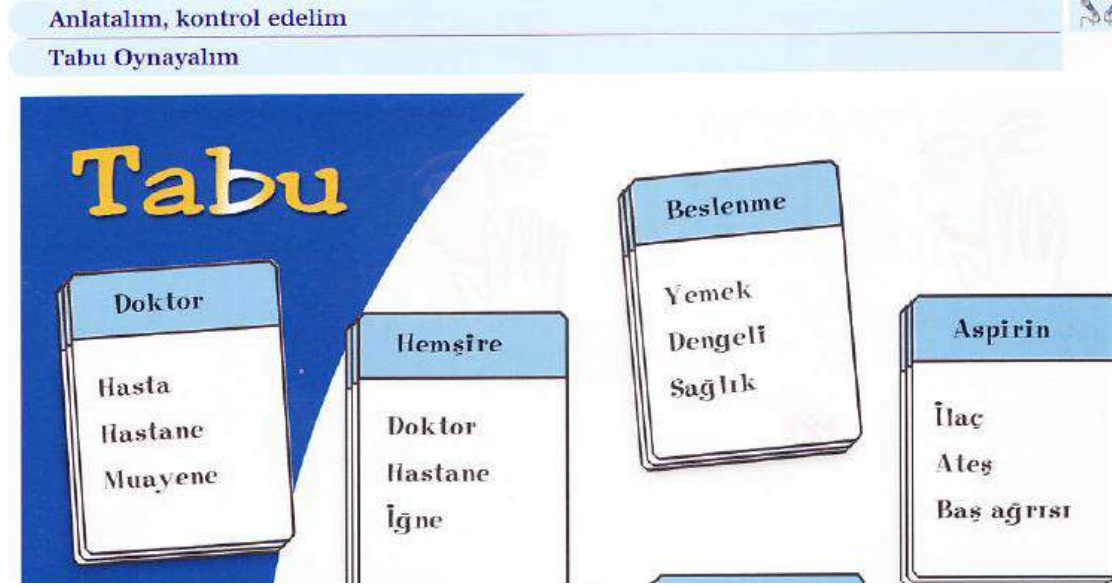 Anlatalım, kontrol edelim
Tabu Oynayalım
Tabu
Doktor
Hasta
Hastane
Muayene
Hemşire
Doktor
Hastane
İğne
Beslenme
Yemek
Dengeli
Sağlık
Aspirin
İlaç
Ateş
Baş ağrısı